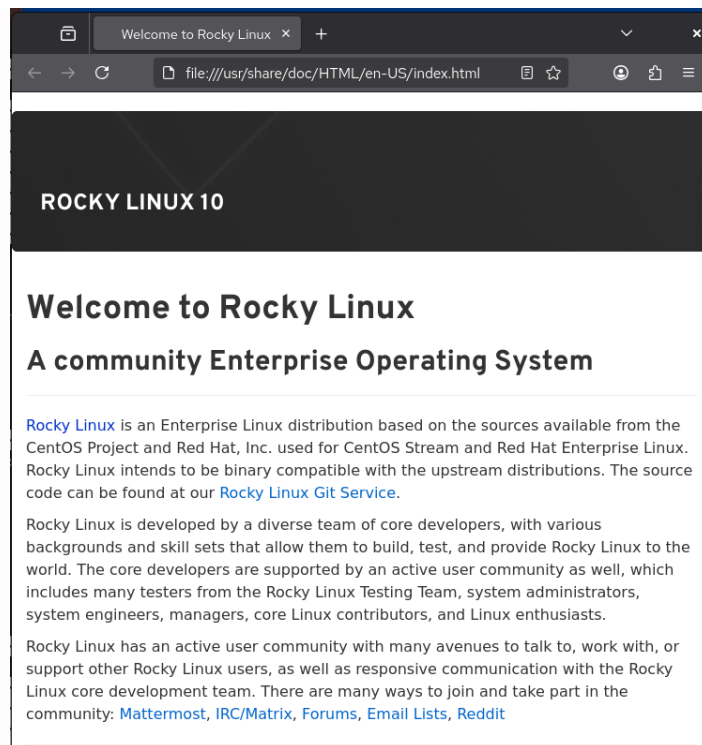 Welcome to Rocky Linux
file:///usr/share/doc/HTML/en-US/index.html
ROCKY LINUX 10
Welcome to Rocky Linux
A community Enterprise Operating System
Rocky Linux is an Enterprise Linux distribution based on the sources available from the
CentOS Project and Red Hat, Inc. used for CentOS Stream and Red Hat Enterprise Linux.
Rocky Linux intends to be binary compatible with the upstream distributions. The source
code can be found at our Rocky Linux Git Service.
Rocky Linux is developed by a diverse team of core developers, with various
backgrounds and skill sets that allow them to build, test, and provide Rocky Linux to the
world. The core developers are supported by an active user community as well, which
includes many testers from the Rocky Linux Testing Team, system administrators,
system engineers, managers, core Linux contributors, and Linux enthusiasts.
Rocky Linux has an active user community with many avenues to talk to, work with, or
support other Rocky Linux users, as well as responsive communication with the Rocky
Linux core development team. There are many ways to join and take part in the
community: Mattermost, IRC/Matrix, Forums, Email Lists, Reddit